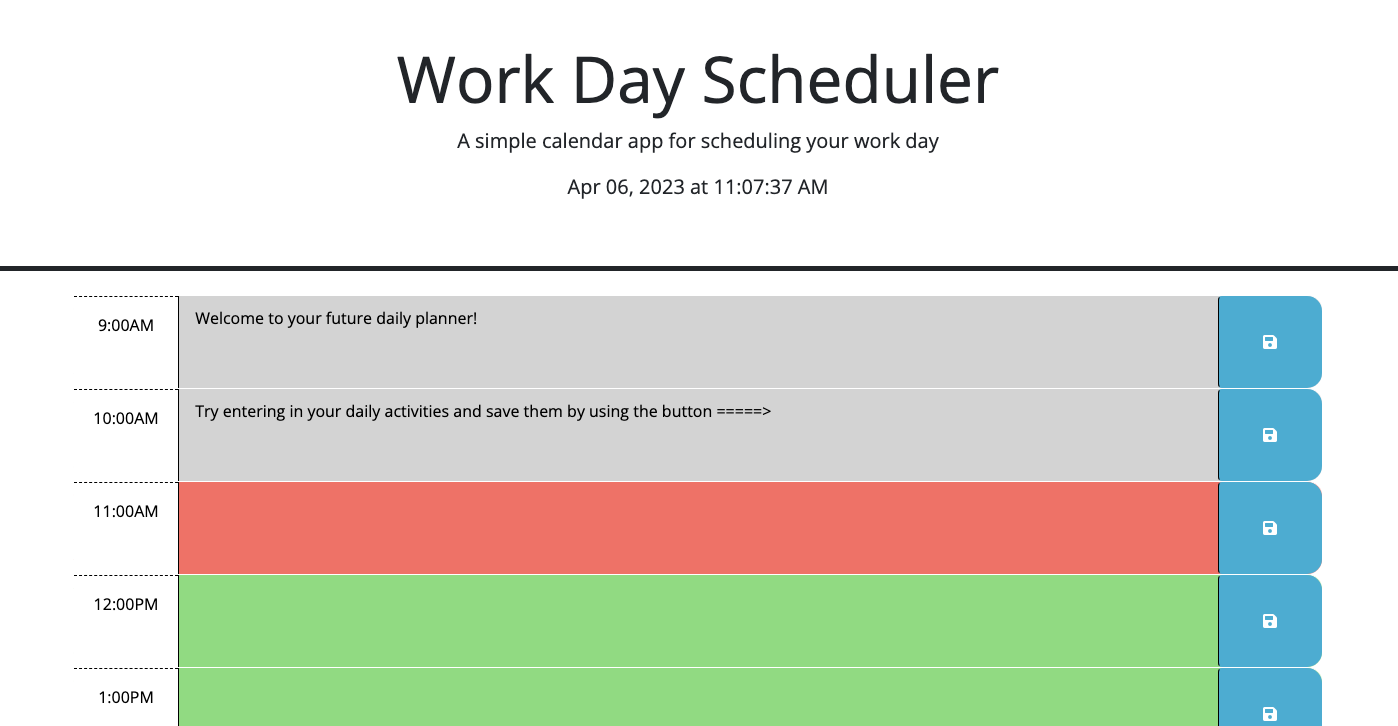 Work Day Scheduler
A simple calendar app for scheduling your work day
Apr 06, 2023 at 11:07:37 AM
9:00AM
Welcome to your future daily planner!
10:00AM
Try entering in your daily activities and save them by using the button =====>
11:00AM
12:00PM
1:00PM